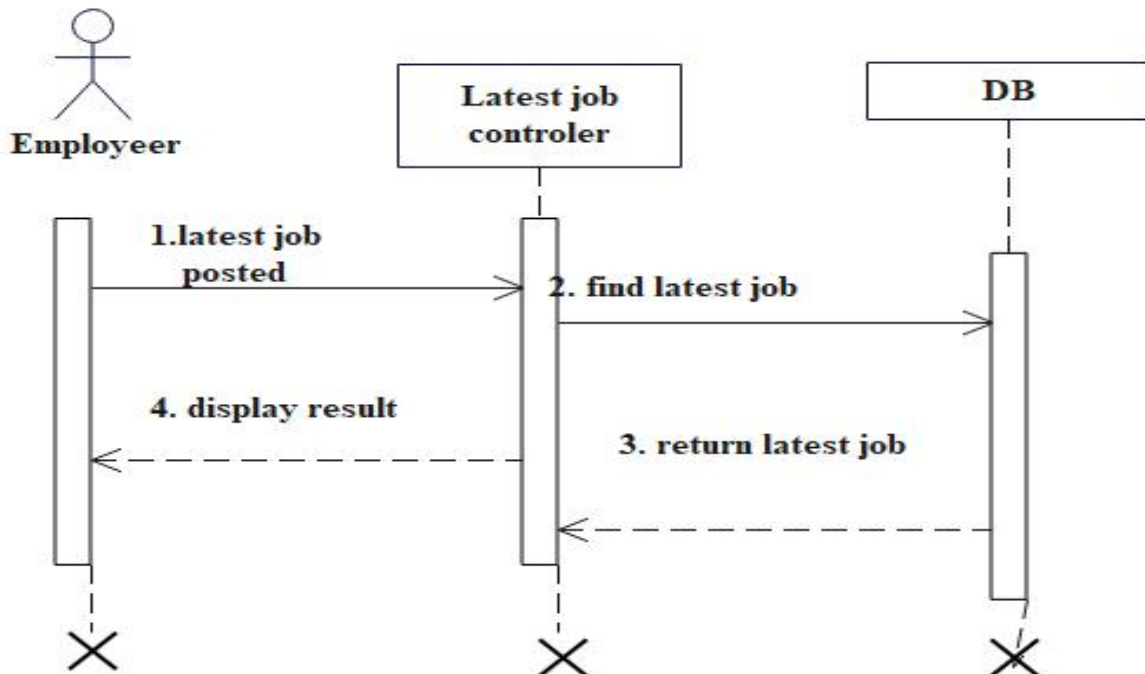 Employeer
Latest job
controler
DB
1.latest job
posted
2. find latest job
4. display result
3. return latest job